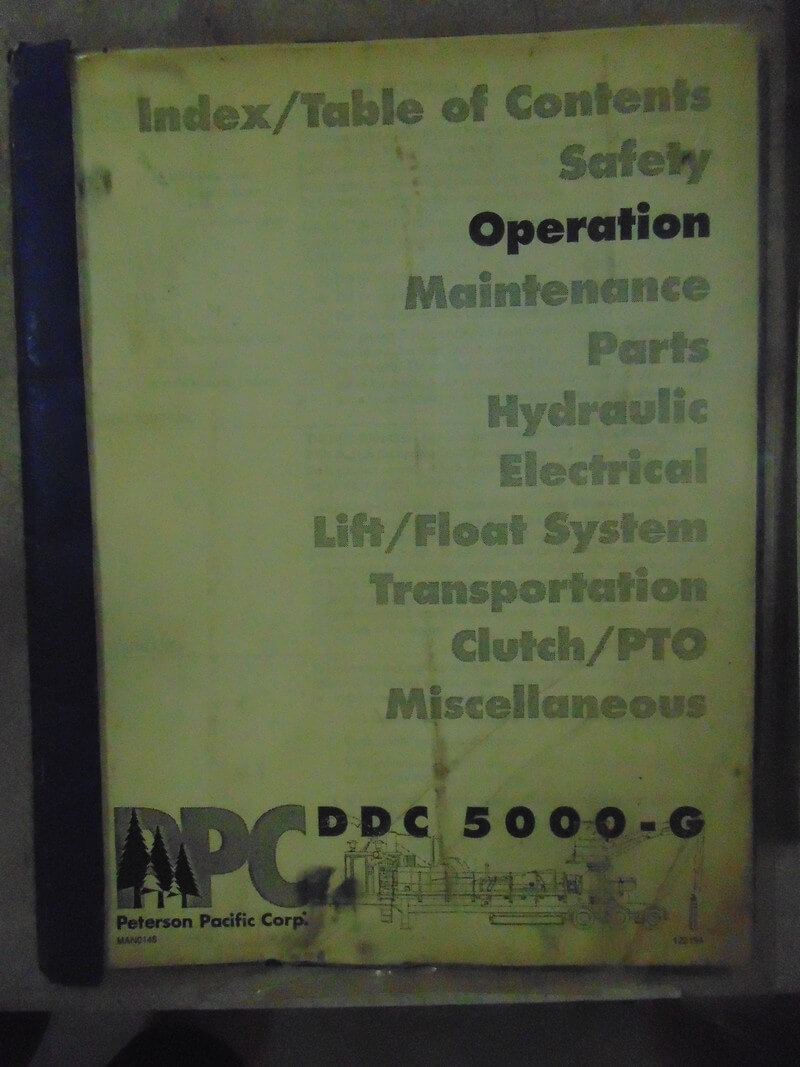 Index/Table of Contents
Safety
Operation
Maintenance
Parts
Hydraulic
Electrical
Lift/Float System
Transportation
Clutch/PTO
Miscellaneous
PPC DDC 5000-G
Peterson Pacific Corp.
MAN0146